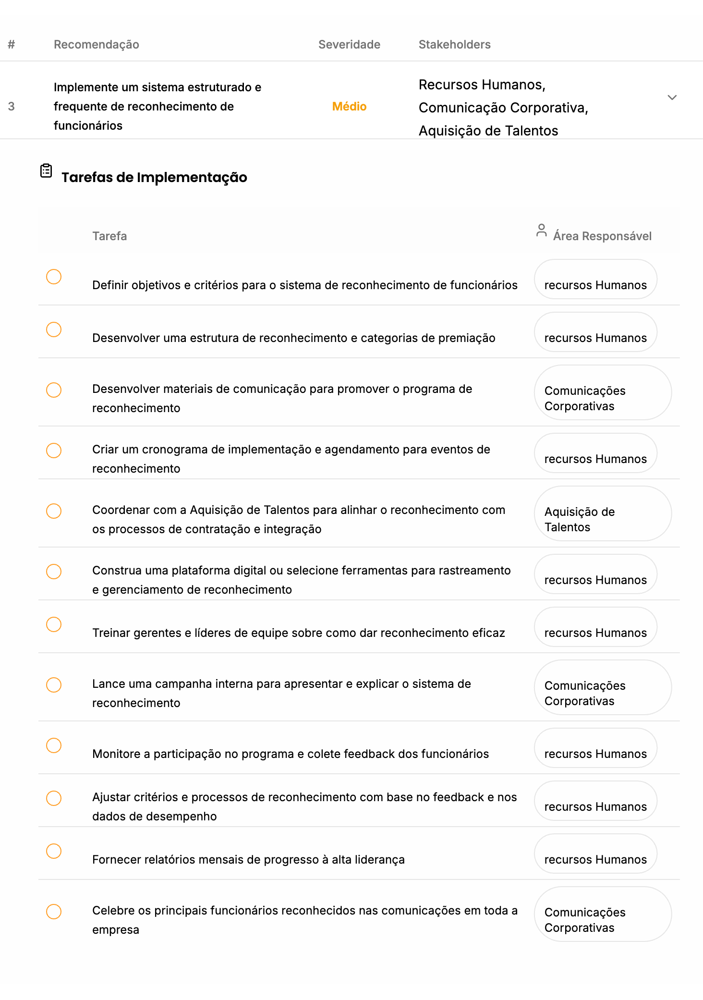 # Recomendação Severidade Stakeholders
3
Implemente um sistema estruturado e
frequente de reconhecimento de
funcionários
Médio
Recursos Humanos,
Comunicação Corporativa,
Aquisição de Talentos
Tarefas de Implementação
Tarefa Área Responsável
Definir objetivos e critérios para o sistema de reconhecimento de funcionários
recursos Humanos
Desenvolver uma estrutura de reconhecimento e categorias de premiação
recursos Humanos
Desenvolver materiais de comunicação para promover o programa de
reconhecimento
Comunicações
Corporativas
Criar um cronograma de implementação e agendamento para eventos de
reconhecimento
recursos Humanos
Coordenar com a Aquisição de Talentos para alinhar o reconhecimento com
os processos de contratação e integração
Aquisição de
Talentos
Construa uma plataforma digital ou selecione ferramentas para rastreamento
e gerenciamento de reconhecimento
recursos Humanos
Treinar gerentes e líderes de equipe sobre como dar reconhecimento eficaz
recursos Humanos
Lance uma campanha interna para apresentar e explicar o sistema de
reconhecimento
Comunicações
Corporativas
Monitore a participação no programa e colete feedback dos funcionários
recursos Humanos
Ajustar critérios e processos de reconhecimento com base no feedback e nos
dados de desempenho
recursos Humanos
Fornecer relatórios mensais de progresso à alta liderança
recursos Humanos
Celebre os principais funcionários reconhecidos nas comunicações em toda a
empresa
Comunicações
Corporativas